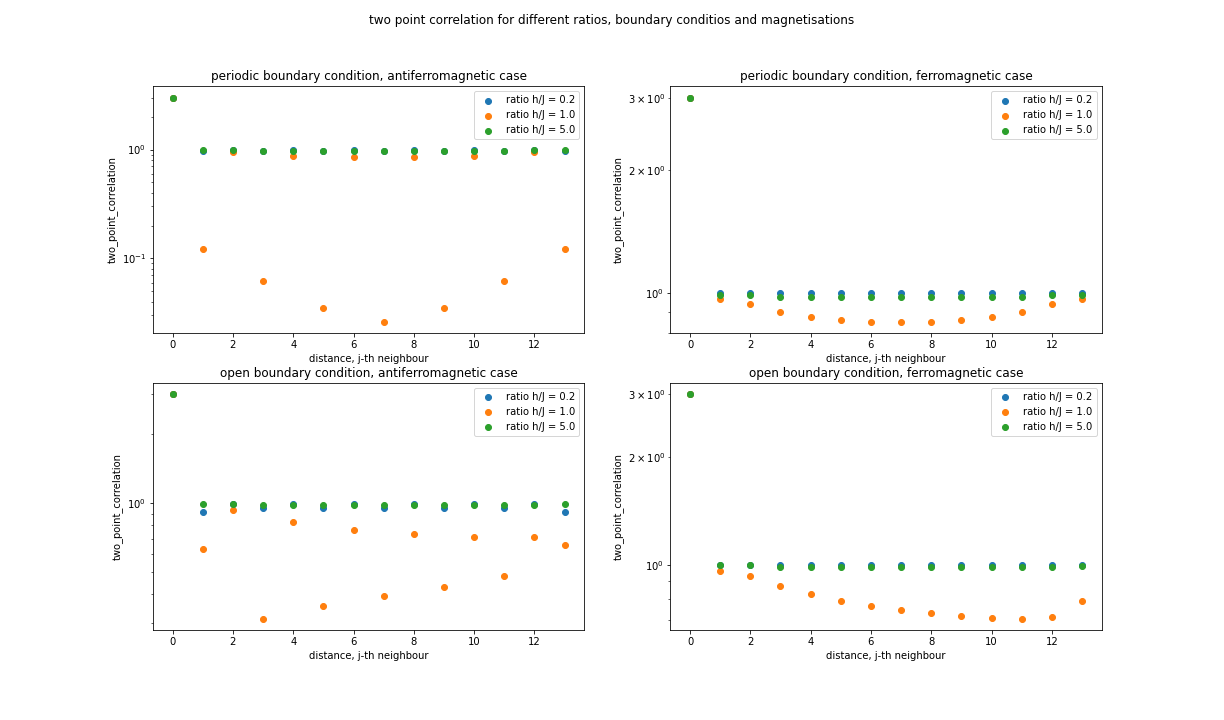 two point correlation for different ratios, boundary conditios and magnetisations
periodic boundary condition, antiferromagnetic case
two_point_correlation
10⁰
10⁻¹
ratio h/J = 0.2
ratio h/J = 1.0
ratio h/J = 5.0
0 2 4 6 8 10 12
distance, j-th neighbour
periodic boundary condition, ferromagnetic case
two_point_correlation
3 × 10⁰
2 × 10⁰
10⁰
ratio h/J = 0.2
ratio h/J = 1.0
ratio h/J = 5.0
0 2 4 6 8 10 12
distance, j-th neighbour
open boundary condition, antiferromagnetic case
two_point_correlation
10⁰
ratio h/J = 0.2
ratio h/J = 1.0
ratio h/J = 5.0
0 2 4 6 8 10 12
distance, j-th neighbour
open boundary condition, ferromagnetic case
two_point_correlation
3 × 10⁰
2 × 10⁰
10⁰
ratio h/J = 0.2
ratio h/J = 1.0
ratio h/J = 5.0
0 2 4 6 8 10 12
distance, j-th neighbour